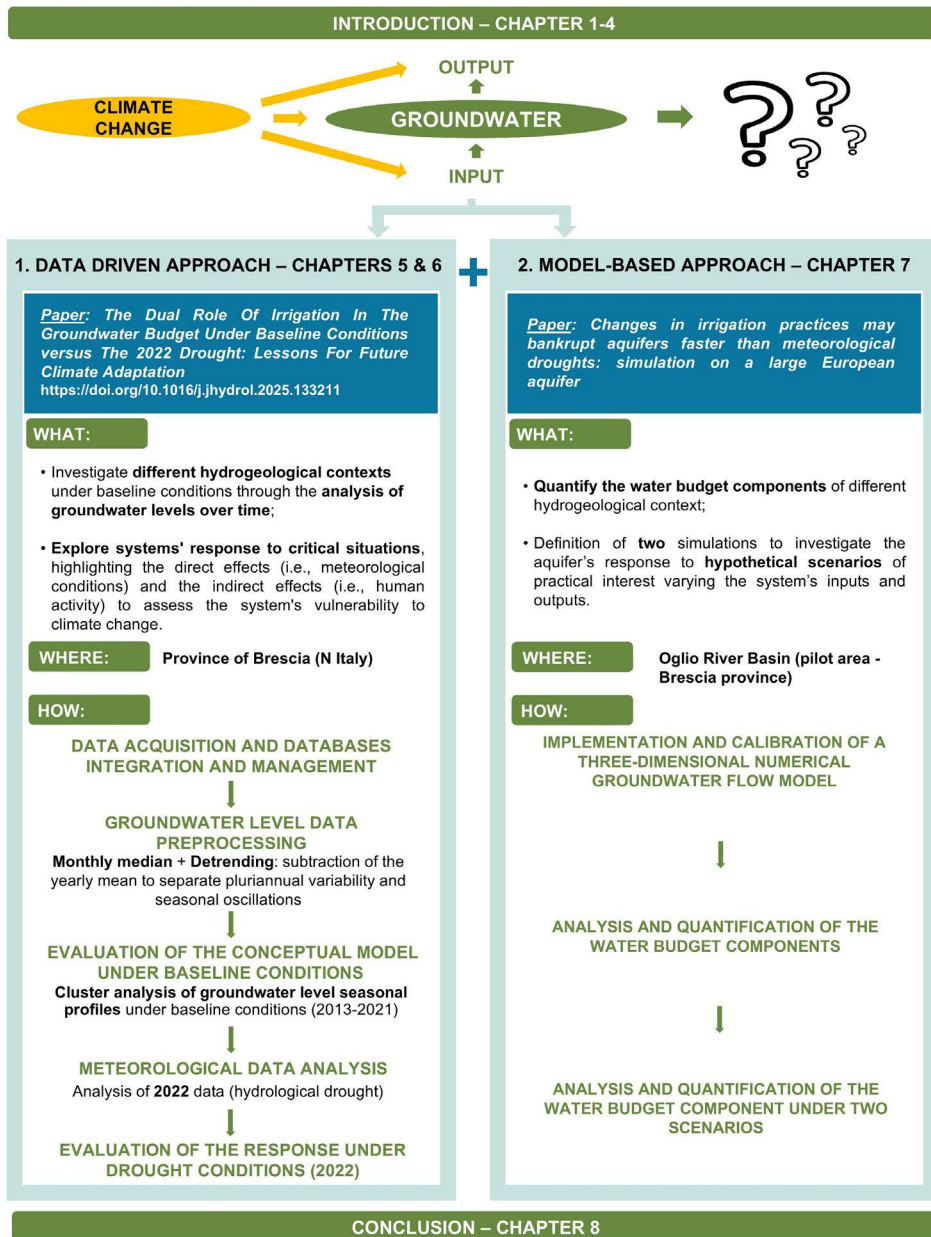 INTRODUCTION – CHAPTER 1-4
OUTPUT
CLIMATE
CHANGE
GROUNDWATER
INPUT
1. DATA DRIVEN APPROACH – CHAPTERS 5 & 6
Paper: The Dual Role Of Irrigation In The
Groundwater Budget Under Baseline Conditions
versus The 2022 Drought: Lessons For Future
Climate Adaptation
https://doi.org/10.1016/j.jhydrol.2025.133211
WHAT:
• Investigate different hydrogeological contexts
under baseline conditions through the analysis of
groundwater levels over time;
• Explore systems' response to critical situations,
highlighting the direct effects (i.e., meteorological
conditions) and the indirect effects (i.e., human
activity) to assess the system's vulnerability to
climate change.
WHERE:
Province of Brescia (N Italy)
HOW:
DATA ACQUISITION AND DATABASES
INTEGRATION AND MANAGEMENT
GROUNDWATER LEVEL DATA
PREPROCESSING
Monthly median + Detrending: subtraction of the
yearly mean to separate pluriannual variability and
seasonal oscillations
EVALUATION OF THE CONCEPTUAL MODEL
UNDER BASELINE CONDITIONS
Cluster analysis of groundwater level seasonal
profiles under baseline conditions (2013-2021)
METEOROLOGICAL DATA ANALYSIS
Analysis of 2022 data (hydrological drought)
EVALUATION OF THE RESPONSE UNDER
DROUGHT CONDITIONS (2022)
+
2. MODEL-BASED APPROACH – CHAPTER 7
Paper: Changes in irrigation practices may
bankrupt aquifers faster than meteorological
droughts: simulation on a large European
aquifer
WHAT:
• Quantify the water budget components of different
hydrogeological context;
• Definition of two simulations to investigate the
aquifer's response to hypothetical scenarios of
practical interest varying the system's inputs and
outputs.
WHERE:
Oglio River Basin (pilot area -
Brescia province)
HOW:
IMPLEMENTATION AND CALIBRATION OF A
THREE-DIMENSIONAL NUMERICAL
GROUNDWATER FLOW MODEL
ANALYSIS AND QUANTIFICATION OF THE
WATER BUDGET COMPONENTS
ANALYSIS AND QUANTIFICATION OF THE
WATER BUDGET COMPONENT UNDER TWO
SCENARIOS
CONCLUSION – CHAPTER 8